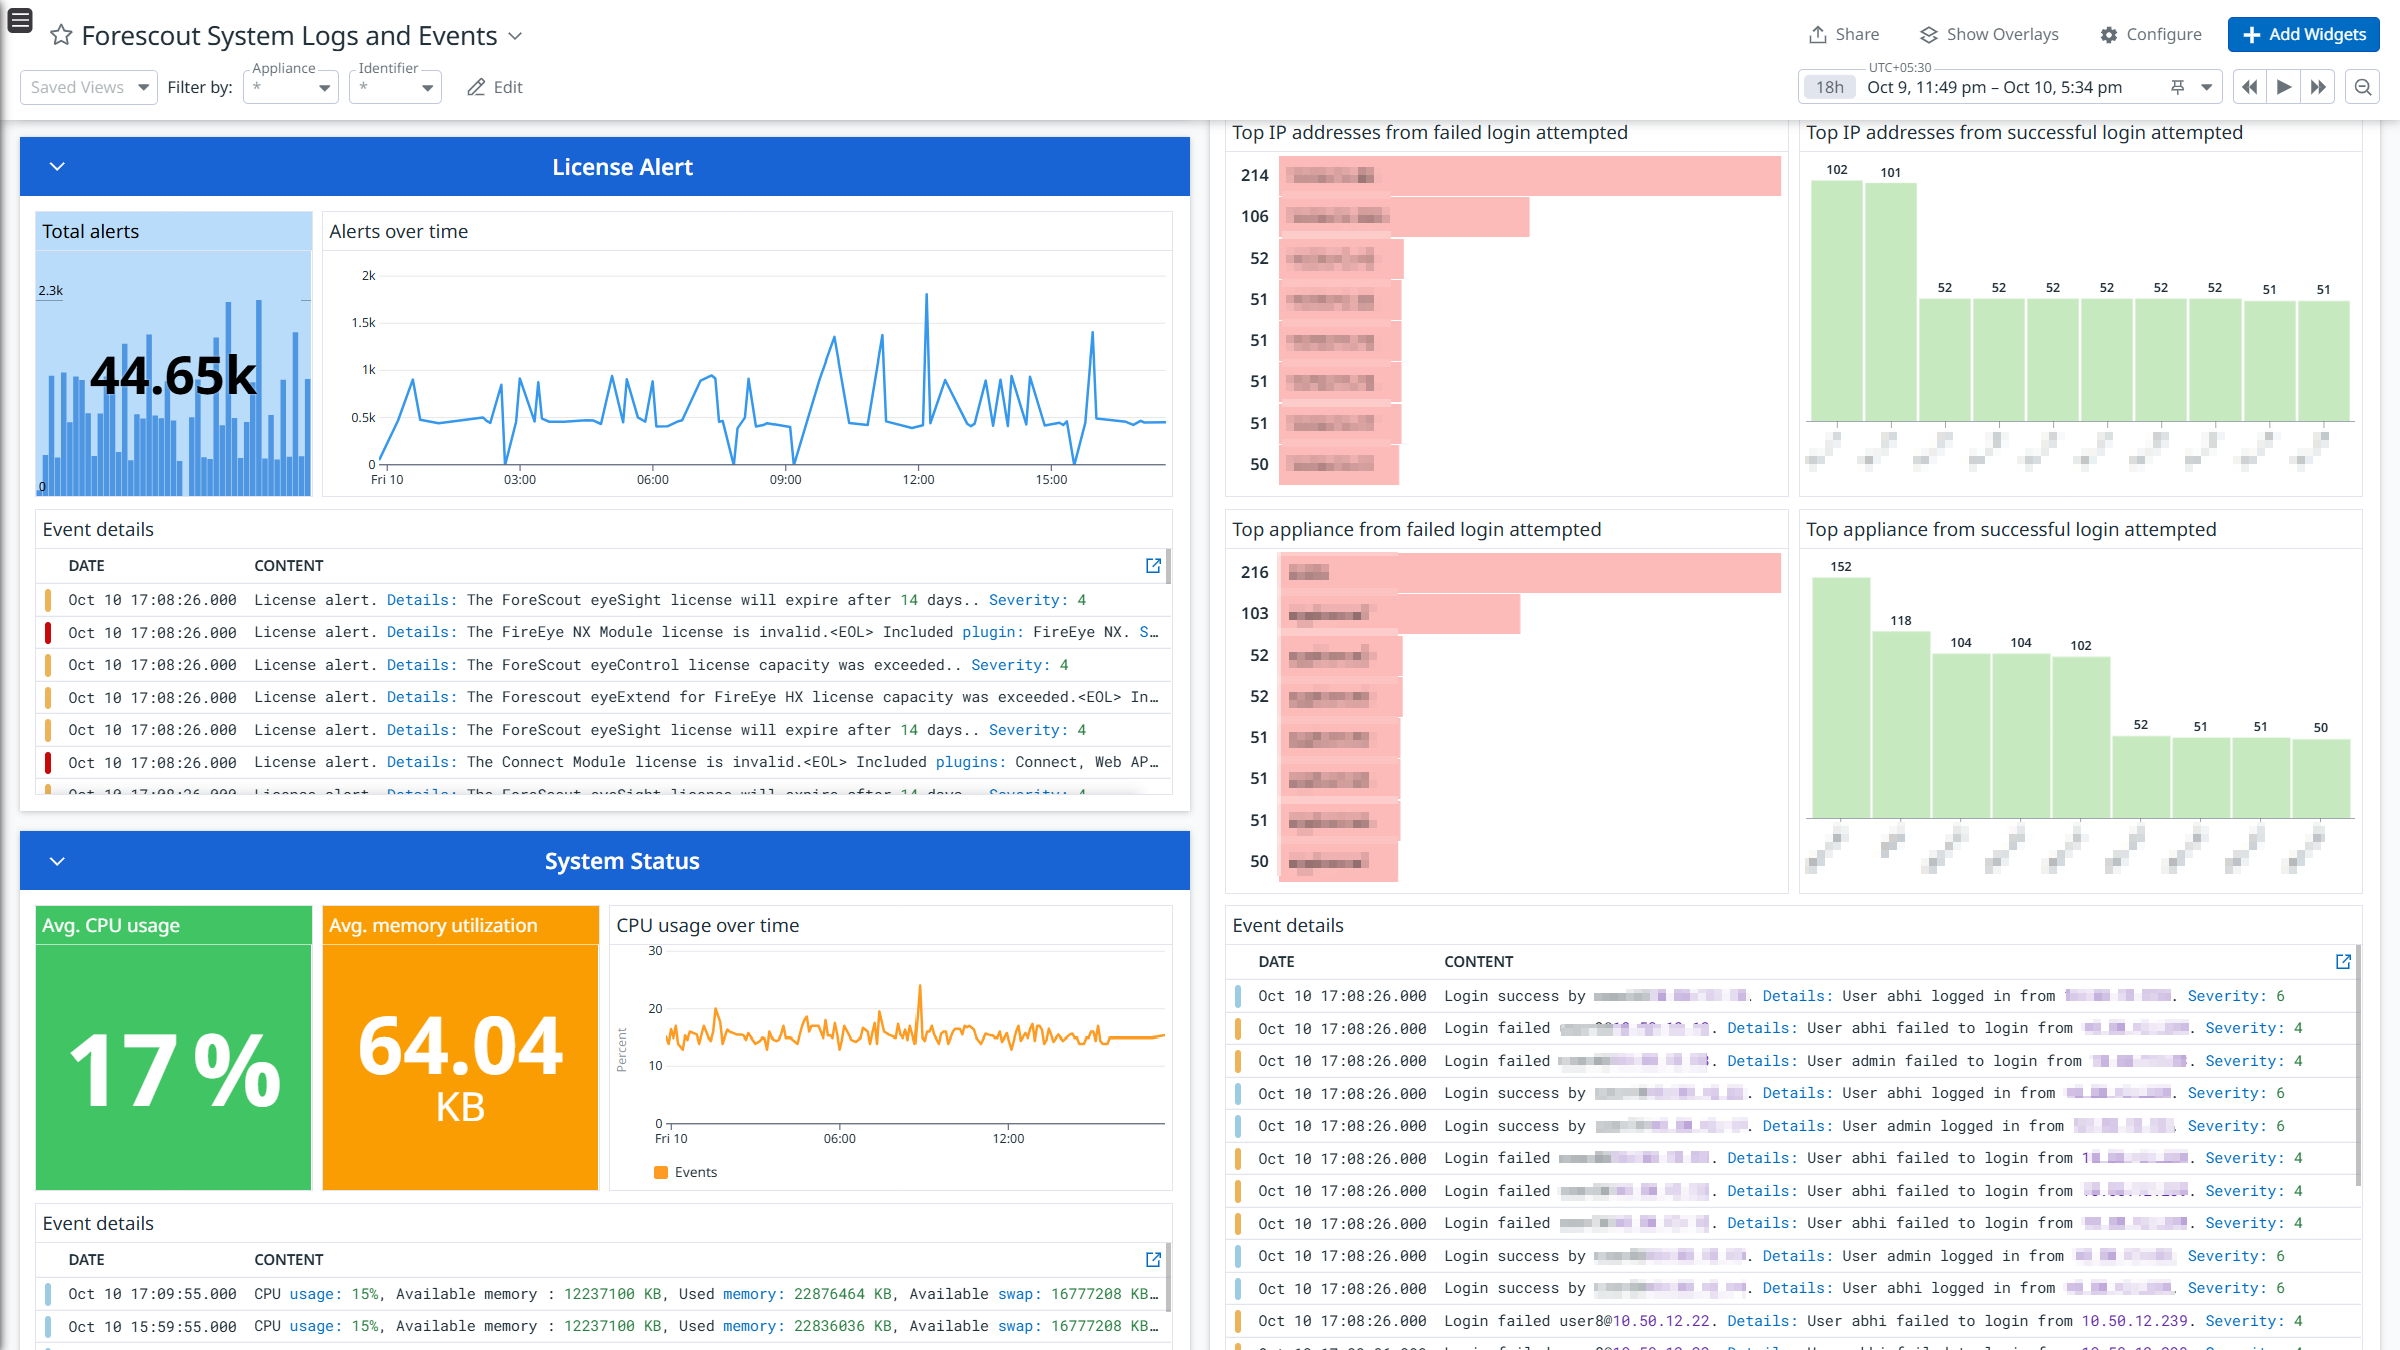 Forescout System Logs and Events
Share
Show Overlays
Configure
Add Widgets
Saved Views
Filter by:
Appliance
*
Identifier
*
Edit
UTC+05:30
18h
Oct 9, 11:49 pm – Oct 10, 5:34 pm
License Alert
Total alerts
2.3k
44.65k
0
Alerts over time
2k
1.5k
1k
0.5k
0
Fri 10
03:00
06:00
09:00
12:00
15:00
Event details
DATE CONTENT
Oct 10 17:08:26.000 License alert. Details: The ForeScout eyeSight license will expire after 14 days.. Severity: 4
Oct 10 17:08:26.000 License alert. Details: The FireEye NX Module license is invalid.<EOL> Included plugin: FireEye NX. S…
Oct 10 17:08:26.000 License alert. Details: The ForeScout eyeControl license capacity was exceeded.. Severity: 4
Oct 10 17:08:26.000 License alert. Details: The Forescout eyeExtend for FireEye HX license capacity was exceeded.<EOL> In…
Oct 10 17:08:26.000 License alert. Details: The ForeScout eyeSight license will expire after 14 days.. Severity: 4
Oct 10 17:08:26.000 License alert. Details: The Connect Module license is invalid.<EOL> Included plugins: Connect, Web AP…
Oct 10 17:08:26.000 License alert. Details: The ForeScout eyeSight license will expire after 14 days.. Severity: 4
System Status
Avg. CPU usage
17%
Avg. memory utilization
64.04
KB
CPU usage over time
30
20
10
0
Percent
Fri 10
06:00
12:00
Events
Event details
DATE CONTENT
Oct 10 17:09:55.000 CPU usage: 15%, Available memory : 12237100 KB, Used memory: 22876464 KB, Available swap: 16777208 KB…
Oct 10 15:59:55.000 CPU usage: 15%, Available memory : 12237100 KB, Used memory: 22836036 KB, Available swap: 16777208 KB…
Top IP addresses from failed login attempted
214
106
52
51
51
51
51
50
Top IP addresses from successful login attempted
102
101
52
52
52
52
52
52
51
51
Top appliance from failed login attempted
216
103
52
52
51
51
51
50
Top appliance from successful login attempted
152
118
104
104
102
52
51
51
50
Event details
DATE CONTENT
Oct 10 17:08:26.000 Login success by . Details: User abhi logged in from . Severity: 6
Oct 10 17:08:26.000 Login failed . Details: User abhi failed to login from . Severity: 4
Oct 10 17:08:26.000 Login failed . Details: User admin failed to login from . Severity: 4
Oct 10 17:08:26.000 Login success by . Details: User abhi logged in from . Severity: 6
Oct 10 17:08:26.000 Login success by . Details: User admin logged in from . Severity: 6
Oct 10 17:08:26.000 Login failed . Details: User abhi failed to login from . Severity: 4
Oct 10 17:08:26.000 Login failed . Details: User abhi failed to login from . Severity: 4
Oct 10 17:08:26.000 Login failed . Details: User abhi failed to login from . Severity: 4
Oct 10 17:08:26.000 Login success by . Details: User admin logged in from . Severity: 6
Oct 10 17:08:26.000 Login success by . Details: User abhi logged in from . Severity: 6
Oct 10 17:08:26.000 Login failed user8@10.50.12.22. Details: User abhi failed to login from 10.50.12.239. Severity: 4